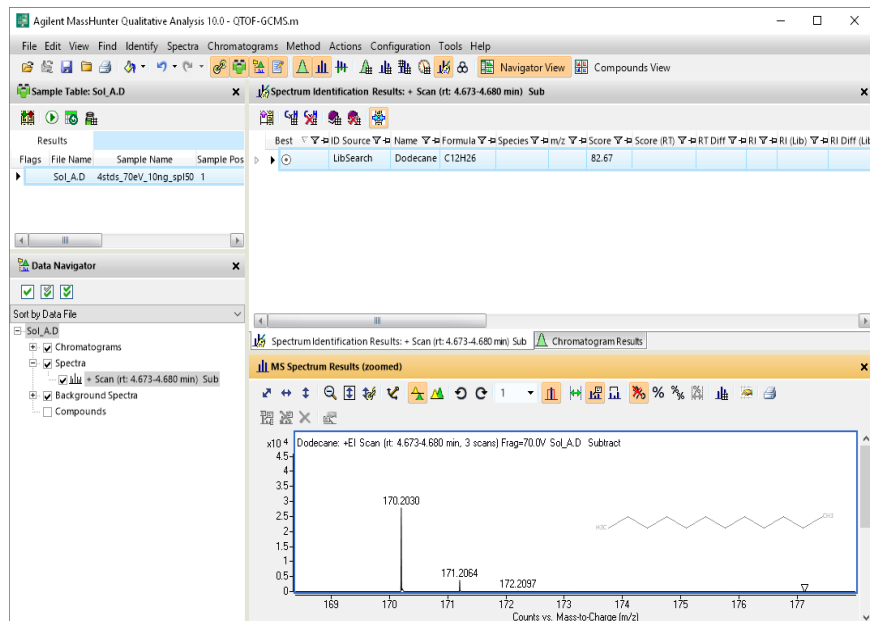 Agilent MassHunter Qualitative Analysis 10.0 - QTOF-GCMS.m
File Edit View Find Identify Spectra Chromatograms Method Actions Configuration Tools Help
Navigator View Compounds View
Sample Table: Sol_A.D
Results
Flags File Name Sample Name Sample Pos
Sol_A.D 4stds_70eV_10ng_spl50 1
Data Navigator
Sort by Data File
Sol_A.D
Chromatograms
Spectra
+ Scan (rt: 4.673-4.680 min) Sub
Background Spectra
Compounds
Spectrum Identification Results: + Scan (rt: 4.673-4.680 min) Sub
Best ID Source Name Formula Species m/z Score Score (RT) RT Diff RI RI (Lib) RI Diff (Lib
LibSearch Dodecane C12H26 82.67
Spectrum Identification Results: + Scan (rt: 4.673-4.680 min) Sub Chromatogram Results
MS Spectrum Results (zoomed)
1
x10 4 Dodecane: +EI Scan (rt: 4.673-4.680 min, 3 scans) Frag=70.0V Sol_A.D Subtract
4.5
4
3.5
3
2.5
2
1.5
1
0.5
0
170.2030
171.2064
172.2097
H3C CH3
169 170 171 172 173 174 175 176 177
Counts vs. Mass-to-Charge (m/z)